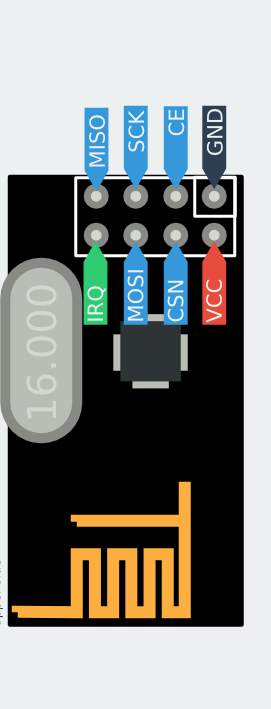 MISO
SCK
CE
GND
IRQ
MOSI
CSN
VCC
16.000